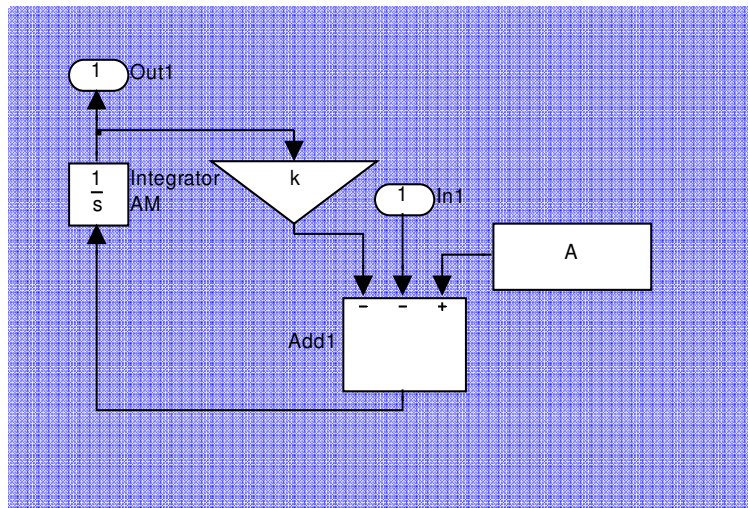 1
Out1
1
s
Integrator
AM
k
1
In1
A
− − +
Add1